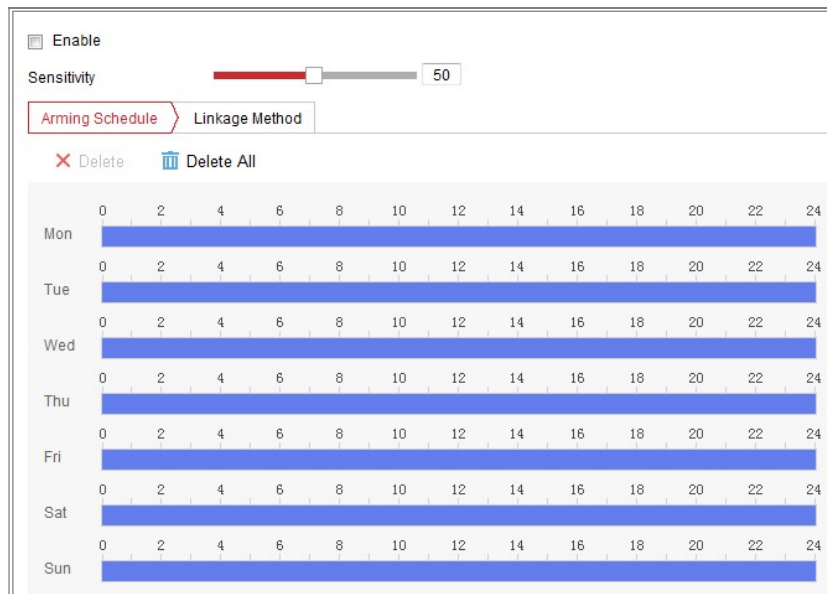 Enable
Sensitivity 50
Arming Schedule Linkage Method
Delete Delete All
0 2 4 6 8 10 12 14 16 18 20 22 24
Mon
0 2 4 6 8 10 12 14 16 18 20 22 24
Tue
0 2 4 6 8 10 12 14 16 18 20 22 24
Wed
0 2 4 6 8 10 12 14 16 18 20 22 24
Thu
0 2 4 6 8 10 12 14 16 18 20 22 24
Fri
0 2 4 6 8 10 12 14 16 18 20 22 24
Sat
0 2 4 6 8 10 12 14 16 18 20 22 24
Sun